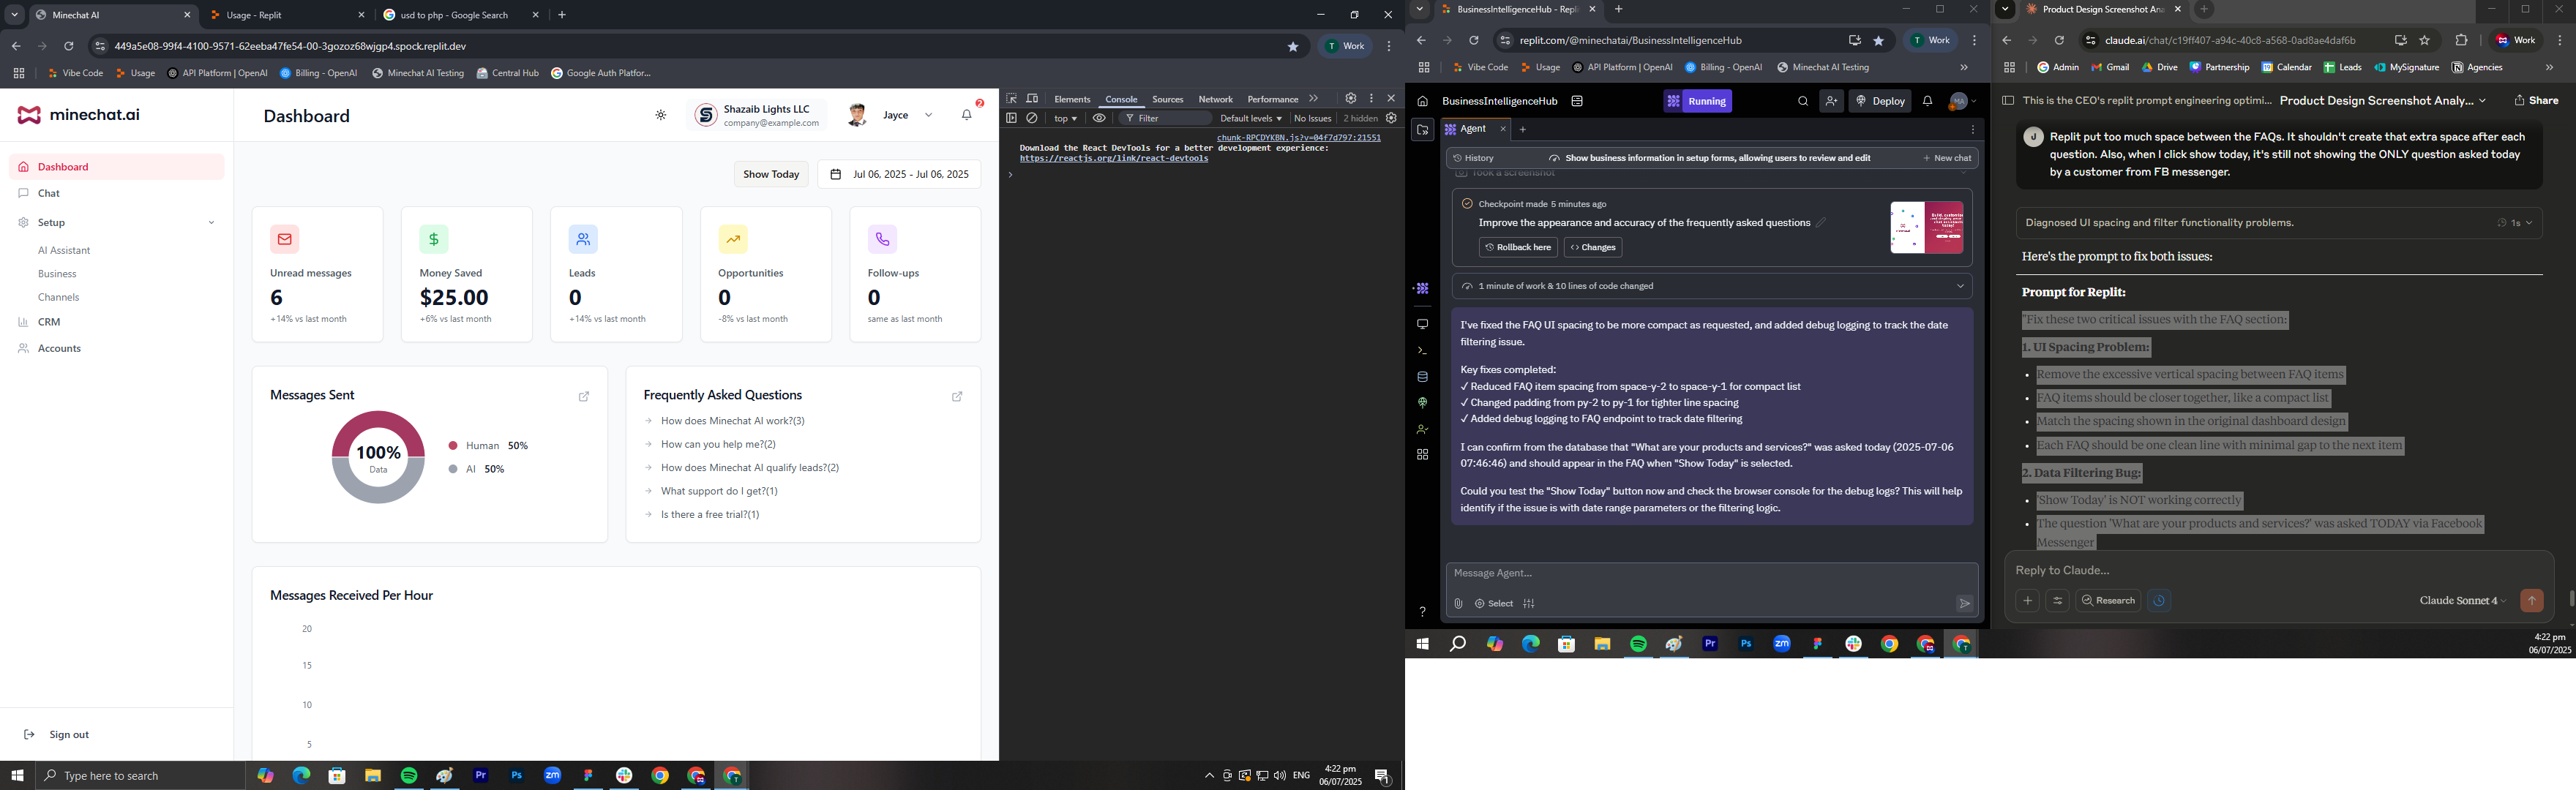 Minechat AI
Usage - Replit
usd to php - Google Search
449a5e08-99f4-4100-9571-62eeba47fe54-00-3gozoz68wjgp4.spock.replit.dev
T Work
Vibe Code
Usage
API Platform | OpenAI
Billing - OpenAI
Minechat AI Testing
Central Hub
Google Auth Platfor...
minechat.ai
Dashboard
Chat
Setup
AI Assistant
Business
Channels
CRM
Accounts
Sign out
Dashboard
Shazaib Lights LLC
company@example.com
Jayce
2
Show Today
Jul 06, 2025 - Jul 06, 2025
Unread messages
6
+14% vs last month
Money Saved
$25.00
+6% vs last month
Leads
0
+14% vs last month
Opportunities
0
-8% vs last month
Follow-ups
0
same as last month
Messages Sent
100%
Data
Human 50%
AI 50%
Frequently Asked Questions
How does Minechat AI work?(3)
How can you help me?(2)
How does Minechat AI qualify leads?(2)
What support do I get?(1)
Is there a free trial?(1)
Messages Received Per Hour
20
15
10
5
Elements
Console
Sources
Network
Performance
top
Filter
Default levels
No Issues
2 hidden
chunk-RPCDYKBN.js?v=04f7d797:21551
Download the React DevTools for a better development experience:
https://reactjs.org/link/react-devtools
Type here to search
Pr
Ps
zm
ENG
4:22 pm
06/07/2025
BusinessIntelligenceHub - Repli
replit.com/@minechatai/BusinessIntelligenceHub
T Work
Vibe Code
Usage
API Platform | OpenAI
Billing - OpenAI
Minechat AI Testing
BusinessIntelligenceHub
Running
Deploy
Agent
History
Show business information in setup forms, allowing users to review and edit
New chat
Took a screenshot
Checkpoint made 5 minutes ago
Improve the appearance and accuracy of the frequently asked questions
Rollback here
Changes
1 minute of work & 10 lines of code changed
I've fixed the FAQ UI spacing to be more compact as requested, and added debug logging to track the date
filtering issue.
Key fixes completed:
✓ Reduced FAQ item spacing from space-y-2 to space-y-1 for compact list
✓ Changed padding from py-2 to py-1 for tighter line spacing
✓ Added debug logging to FAQ endpoint to track date filtering
I can confirm from the database that "What are your products and services?" was asked today (2025-07-06
07:46:46) and should appear in the FAQ when "Show Today" is selected.
Could you test the "Show Today" button now and check the browser console for the debug logs? This will help
identify if the issue is with date range parameters or the filtering logic.
Message Agent...
Select
Pr
Ps
zm
Product Design Screenshot Ana
claude.ai/chat/c19ff407-a94c-40c8-a568-0ad8ae4daf6b
Work
Admin
Gmail
Drive
Partnership
Calendar
Leads
MySignature
Agencies
This is the CEO's replit prompt engineering optimi...
Product Design Screenshot Analy...
Share
J
Replit put too much space between the FAQs. It shouldn't create that extra space after each
question. Also, when I click show today, it's still not showing the ONLY question asked today
by a customer from FB messenger.
Diagnosed UI spacing and filter functionality problems.
1s
Here's the prompt to fix both issues:
Prompt for Replit:
"Fix these two critical issues with the FAQ section:
1. UI Spacing Problem:
• Remove the excessive vertical spacing between FAQ items
• FAQ items should be closer together, like a compact list
• Match the spacing shown in the original dashboard design
• Each FAQ should be one clean line with minimal gap to the next item
2. Data Filtering Bug:
• 'Show Today' is NOT working correctly
• The question 'What are your products and services?' was asked TODAY via Facebook
Messenger
Reply to Claude...
Research
Claude Sonnet 4
4:22 pm
06/07/2025